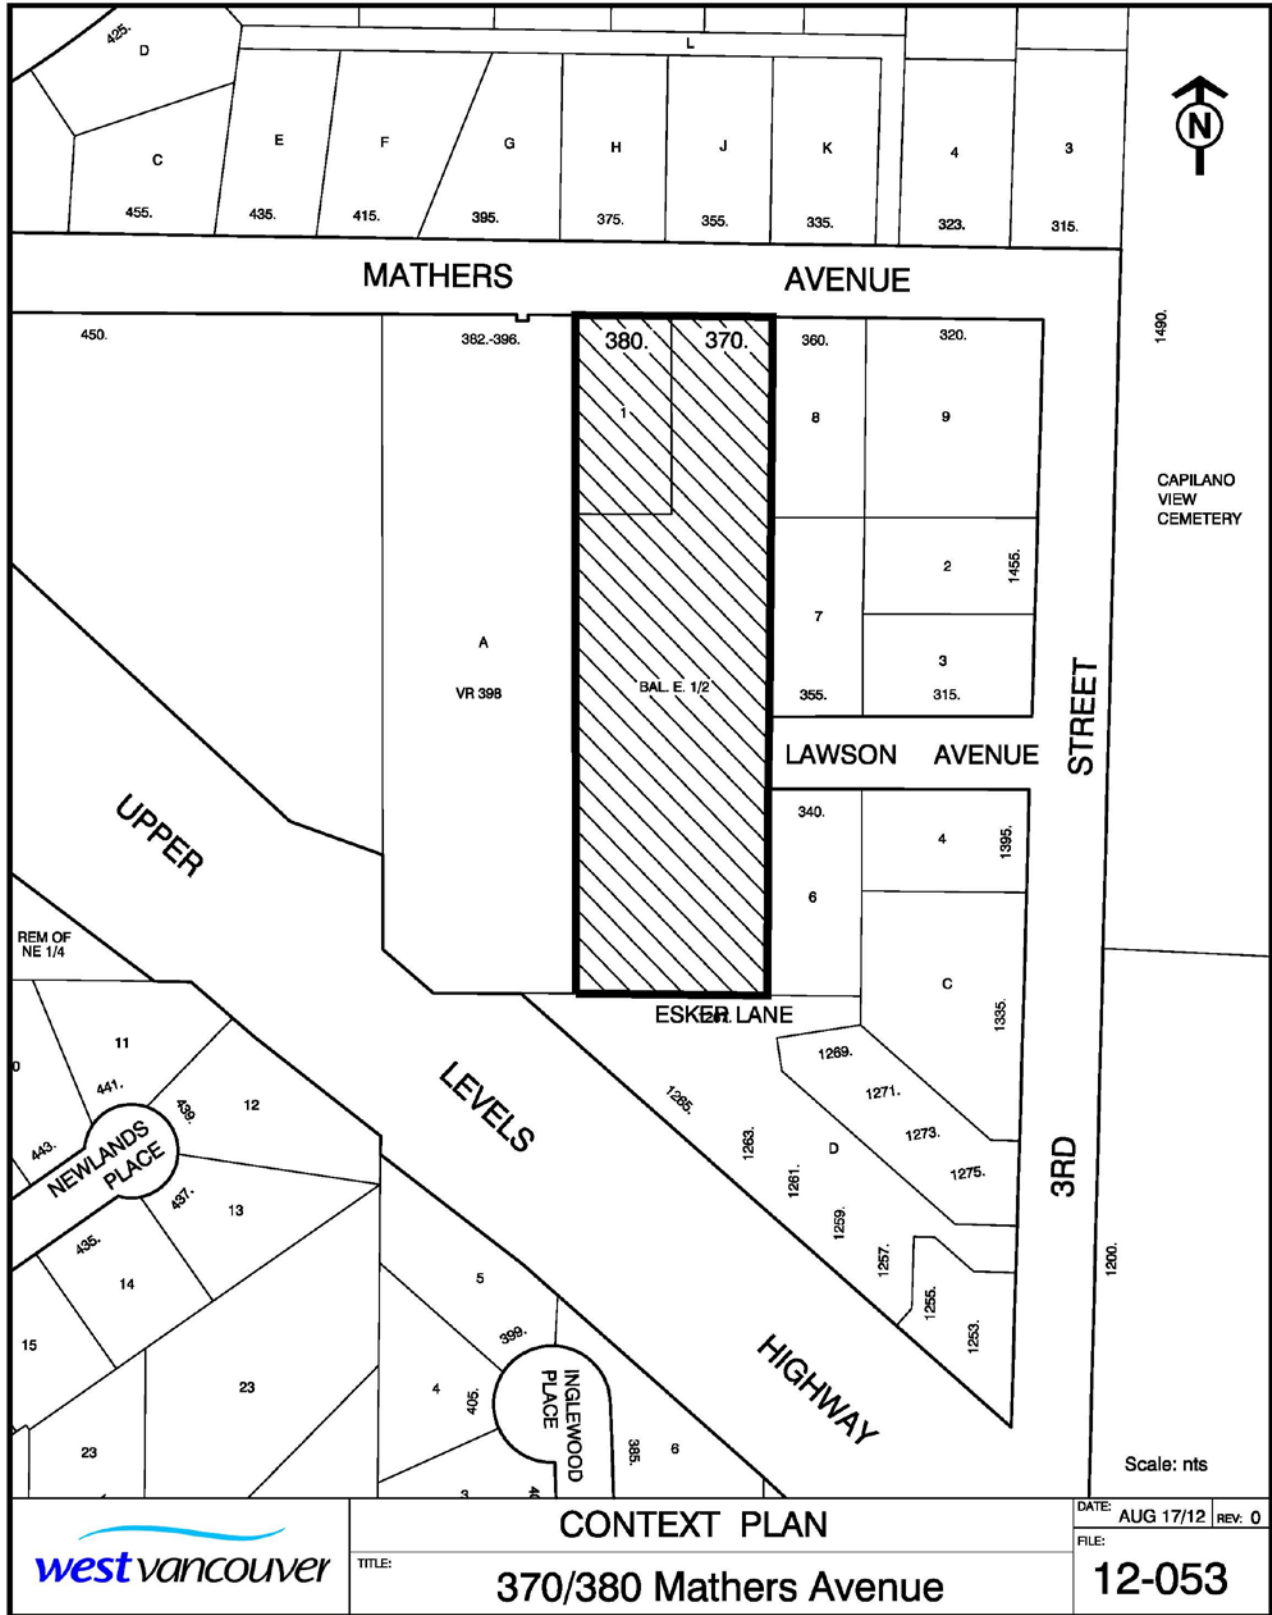 425.
D
L
E
F
G
H
J
K
4
3
C
455.
435.
415.
395.
375.
355.
335.
323.
315.
N
MATHERS AVENUE
450.
382.-396.
380.
370.
360.
320.
1490.
1
8
9
CAPILANO
VIEW
CEMETERY
2
1455.
7
A
3
VR 398
BAL. E. 1/2
355.
315.
STREET
LAWSON AVENUE
UPPER
340.
4
1395.
6
REM OF
NE 1/4
C
1335.
ESKER LANE
11
441.
439.
12
443.
NEWLANDS
PLACE
437.
13
435.
14
15
LEVELS
1265.
1269.
1271.
1273.
1275.
1263.
D
1261.
1259.
1257.
1255.
1253.
3RD
1200.
5
399.
4
405.
INGLEWOOD
PLACE
385.
6
23
23
3
HIGHWAY
Scale: nts
westvancouver
CONTEXT PLAN
TITLE:
370/380 Mathers Avenue
DATE: AUG 17/12 REV: 0
FILE:
12-053